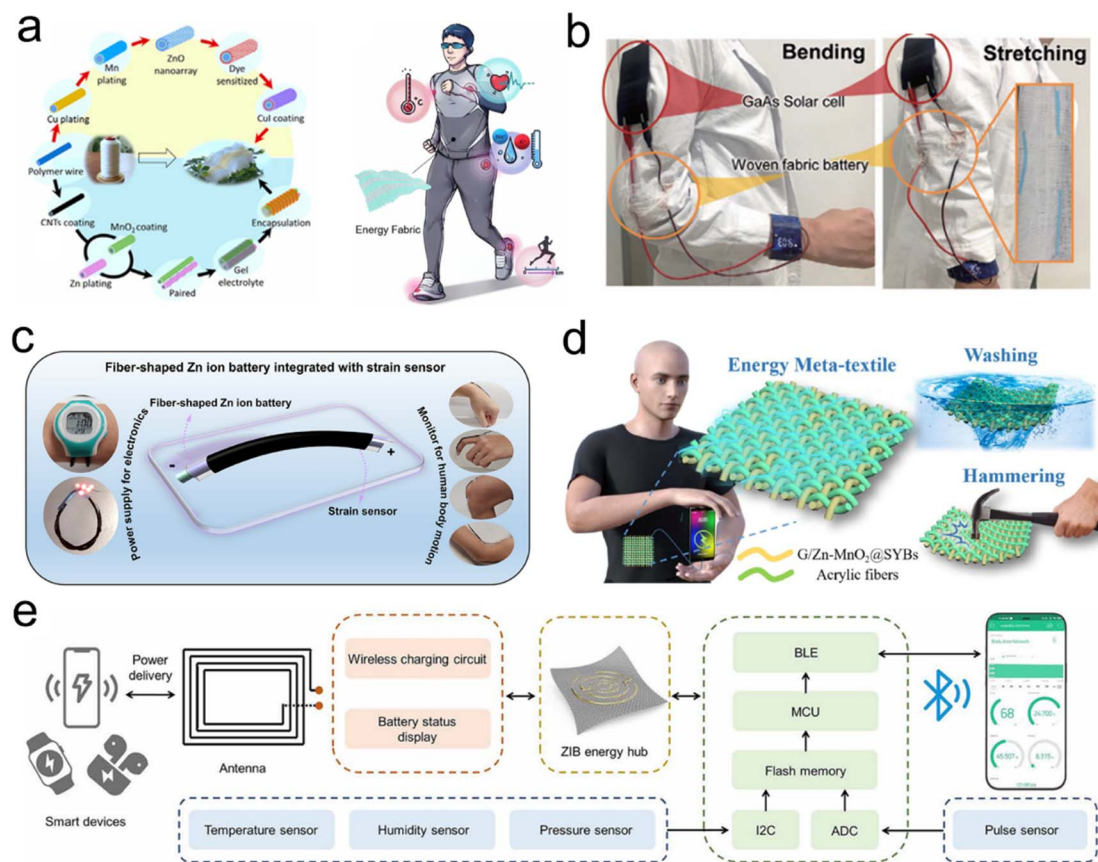 a
Mn
plating
ZnO
nanoarray
Dye
sensitized
Cu plating
CuI coating
Polymer wire
CNTs coating
MnO₂ coating
Zn plating
Paired
Gel
electrolyte
Encapsulation
°C
Energy Fabric
km
b
Bending
Stretching
GaAs Solar cell
Woven fabric battery
c
Fiber-shaped Zn ion battery integrated with strain sensor
Fiber-shaped Zn ion battery
Power supply for electronics
-
+
Strain sensor
Monitor for human body motion
d
Energy Meta-textile
Washing
Hammering
G/Zn-MnO₂@SYBs
Acrylic fibers
e
Power
delivery
Smart devices
Antenna
Wireless charging circuit
Battery status
display
ZIB energy hub
BLE
MCU
Flash memory
I2C
ADC
Temperature sensor
Humidity sensor
Pressure sensor
Pulse sensor
68
24.700